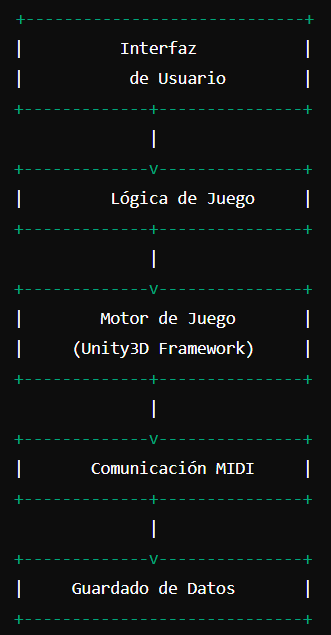 Interfaz
de Usuario
Lógica de Juego
Motor de Juego
(Unity3D Framework)
Comunicación MIDI
Guardado de Datos